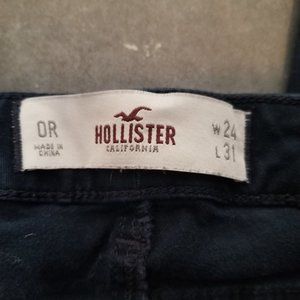 0R
MADE IN
CHINA
HOLLISTER
CALIFORNIA
W 24
L 31